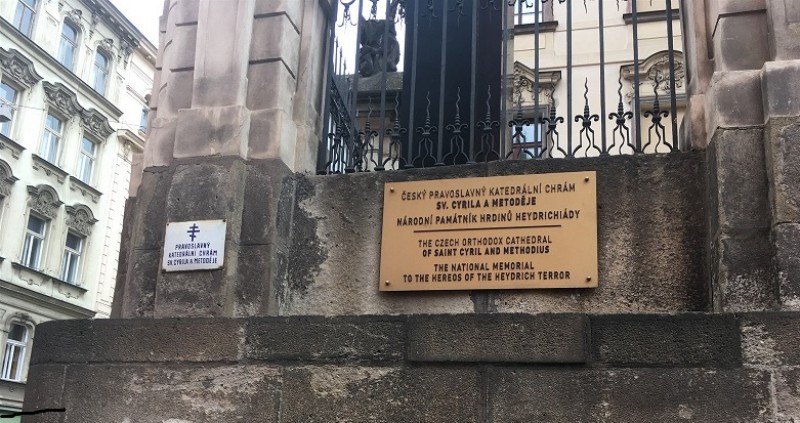 PRAVOSLAVNÝ
KATEDRÁLNÍ CHRÁM
SV. CYRILA A METODĚJE
ČESKÝ PRAVOSLAVNÝ KATEDRÁLNÍ CHRÁM
SV. CYRILA A METODĚJE
NÁRODNÍ PAMÁTNÍK HRDINŮ HEYDRICHIÁDY
THE CZECH ORTHODOX CATHEDRAL
OF SAINT CYRIL AND METHODIUS
THE NATIONAL MEMORIAL
TO THE HEREOS OF THE HEYDRICH TERROR